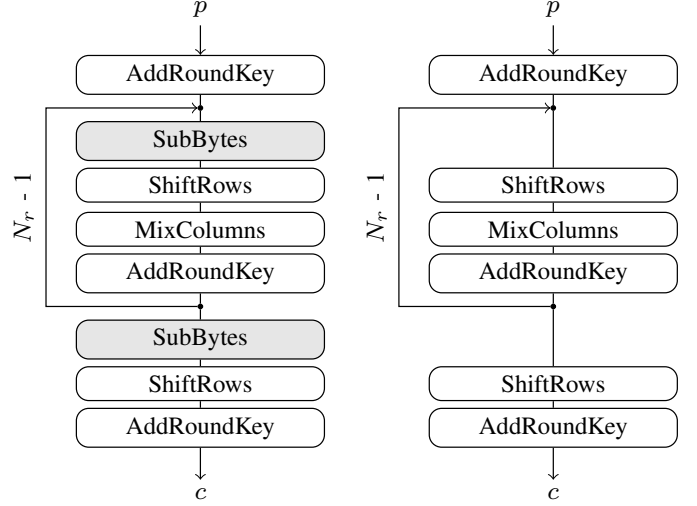 p
AddRoundKey
SubBytes
ShiftRows
MixColumns
AddRoundKey
N_r - 1
SubBytes
ShiftRows
AddRoundKey
c
p
AddRoundKey
ShiftRows
MixColumns
AddRoundKey
N_r - 1
ShiftRows
AddRoundKey
c